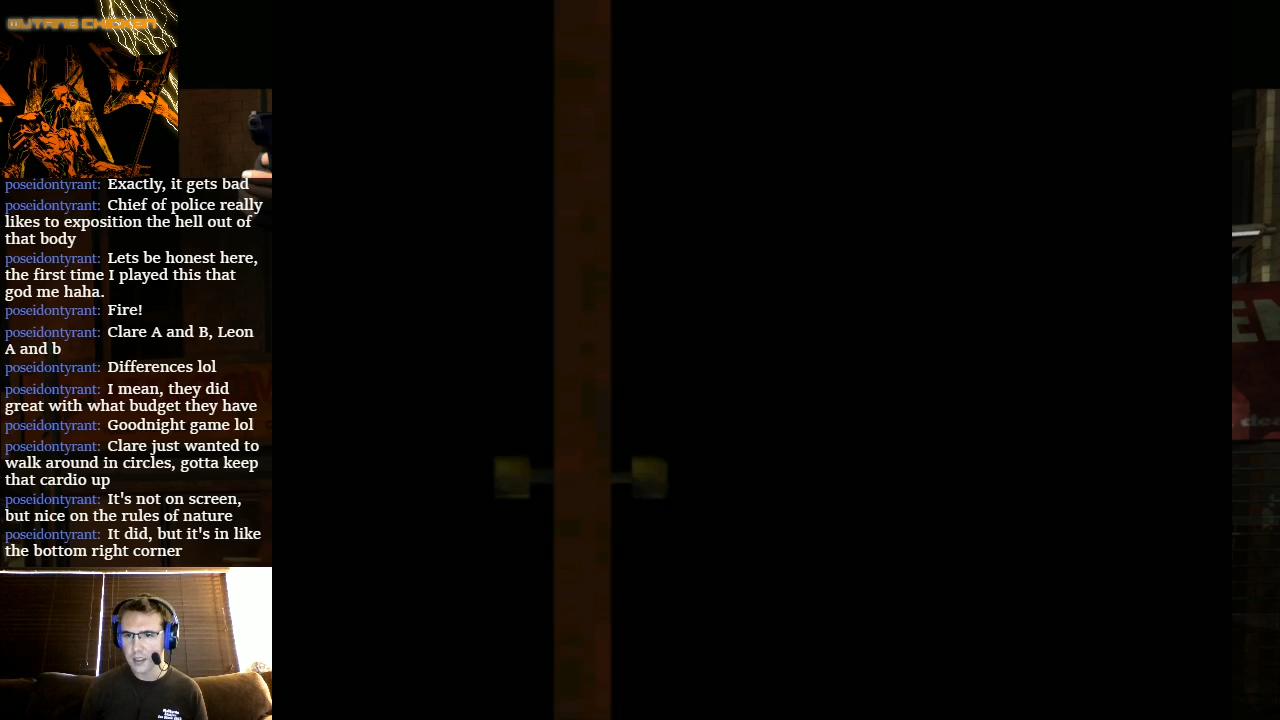 WUTANG CHICKEN
poseidontyrant: Exactly, it gets bad
poseidontyrant: Chief of police really
likes to exposition the hell out of
that body
poseidontyrant: Lets be honest here,
the first time I played this that
god me haha.
poseidontyrant: Fire!
poseidontyrant: Clare A and B, Leon
A and b
poseidontyrant: Differences lol
poseidontyrant: I mean, they did
great with what budget they have
poseidontyrant: Goodnight game lol
poseidontyrant: Clare just wanted to
walk around in circles, gotta keep
that cardio up
poseidontyrant: It's not on screen,
but nice on the rules of nature
poseidontyrant: It did, but it's in like
the bottom right corner